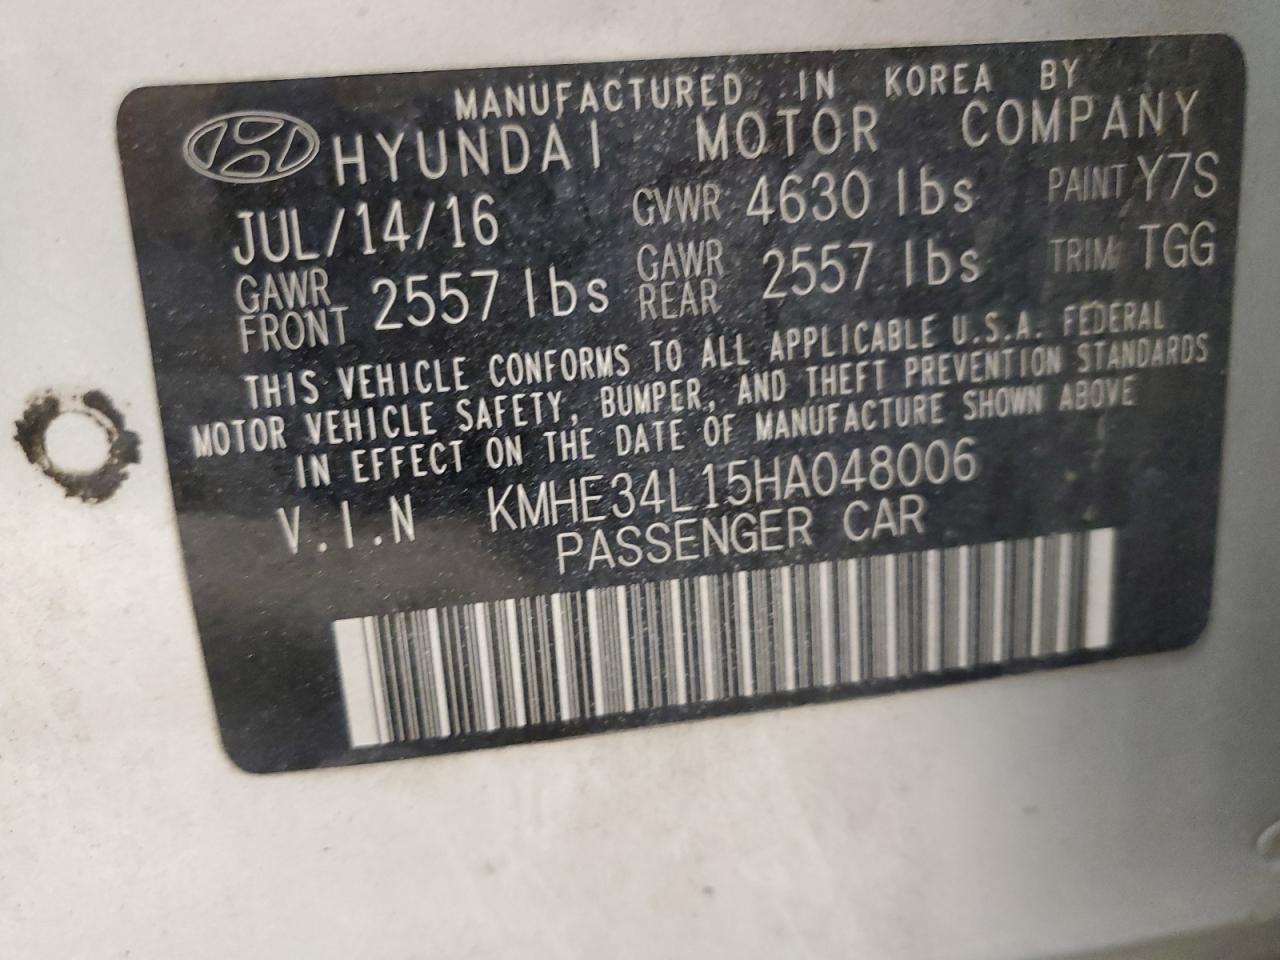 MANUFACTURED IN KOREA BY
HYUNDAI MOTOR COMPANY
JUL/14/16 GVWR 4630 lbs PAINT Y7S
GAWR FRONT 2557 lbs GAWR REAR 2557 lbs TRIM TGG
THIS VEHICLE CONFORMS TO ALL APPLICABLE U.S.A. FEDERAL
MOTOR VEHICLE SAFETY, BUMPER, AND THEFT PREVENTION STANDARDS
IN EFFECT ON THE DATE OF MANUFACTURE SHOWN ABOVE
V.I.N KMHE34L15HA048006
PASSENGER CAR